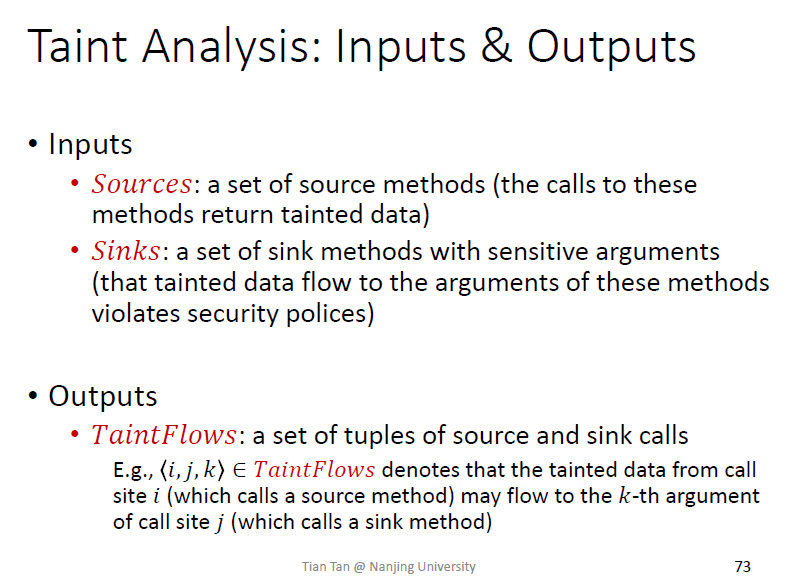 Taint Analysis: Inputs & Outputs
• Inputs
• Sources: a set of source methods (the calls to these
methods return tainted data)
• Sinks: a set of sink methods with sensitive arguments
(that tainted data flow to the arguments of these methods
violates security polices)
• Outputs
• TaintFlows: a set of tuples of source and sink calls
E.g., ⟨i, j, k⟩ ∈ TaintFlows denotes that the tainted data from call
site i (which calls a source method) may flow to the k-th argument
of call site j (which calls a sink method)
Tian Tan @ Nanjing University
73